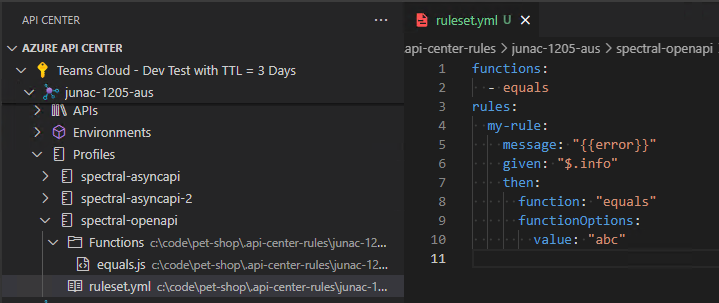 API CENTER
AZURE API CENTER
Teams Cloud - Dev Test with TTL = 3 Days
junac-1205-aus
APIs
Environments
Profiles
spectral-asyncapi
spectral-asyncapi-2
spectral-openapi
Functions c:\code\pet-shop\.api-center-rules\junac-12...
equals.js c:\code\pet-shop\.api-center-rules\junac-12...
ruleset.yml c:\code\pet-shop\.api-center-rules\junac-1...
ruleset.yml U
.api-center-rules > junac-1205-aus > spectral-openapi
1 functions:
2   - equals
3 rules:
4   my-rule:
5     message: "{{error}}"
6     given: "$.info"
7     then:
8       function: "equals"
9       functionOptions:
10         value: "abc"
11